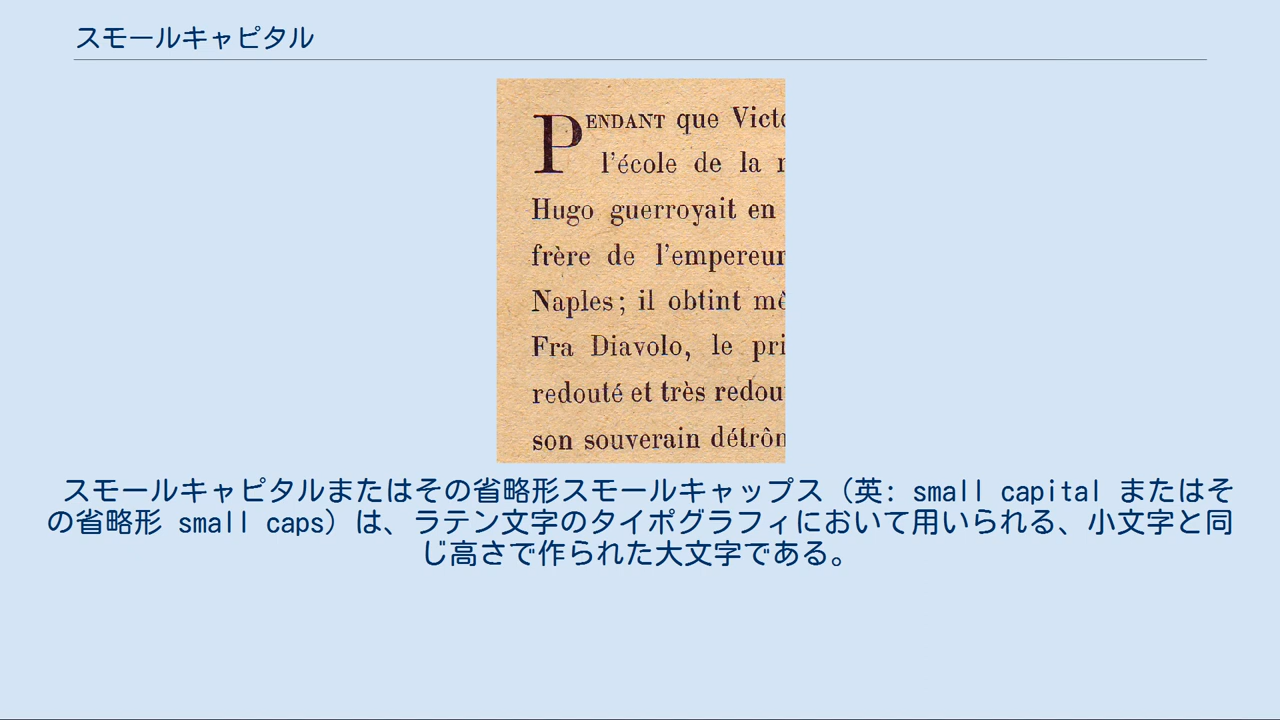 スモールキャピタル
PENDANT que
l'école de la
Hugo guerroyait en
frère de l'empereur
Naples; il obtint
Fra Diavolo, le
redouté et très
son souverain
スモールキャピタルまたはその省略形スモールキャップス（英: small capital またはそ
の省略形 small caps）は、ラテン文字のタイポグラフィにおいて用いられる、小文字と同
じ高さで作られた大文字である。